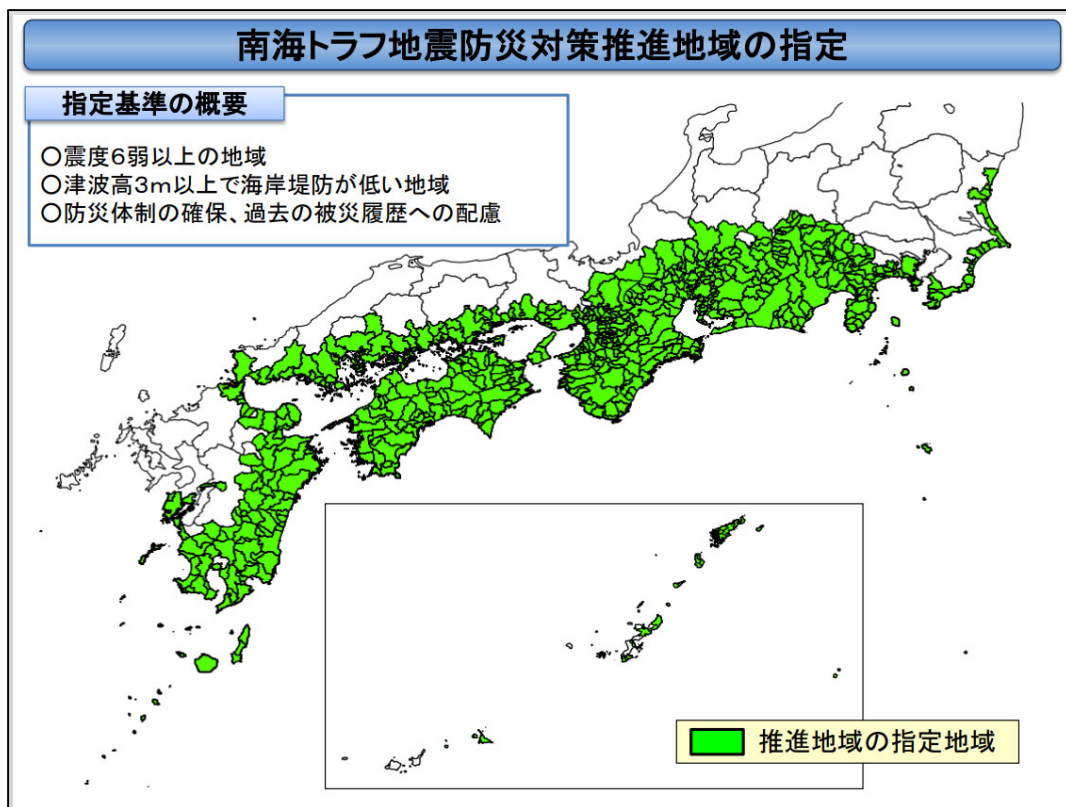 南海トラフ地震防災対策推進地域の指定
指定基準の概要
○震度6弱以上の地域
○津波高3m以上で海岸堤防が低い地域
○防災体制の確保、過去の被災履歴への配慮
推進地域の指定地域